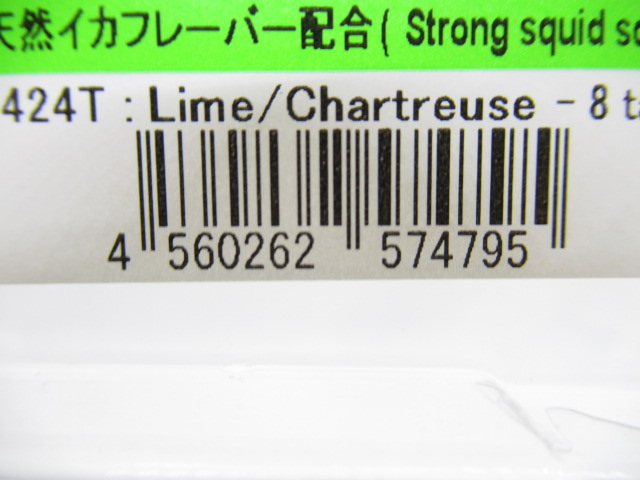 天然イカフレーバー配合( Strong squid
424T : Lime/Chartreuse - 8
4 560262 574795